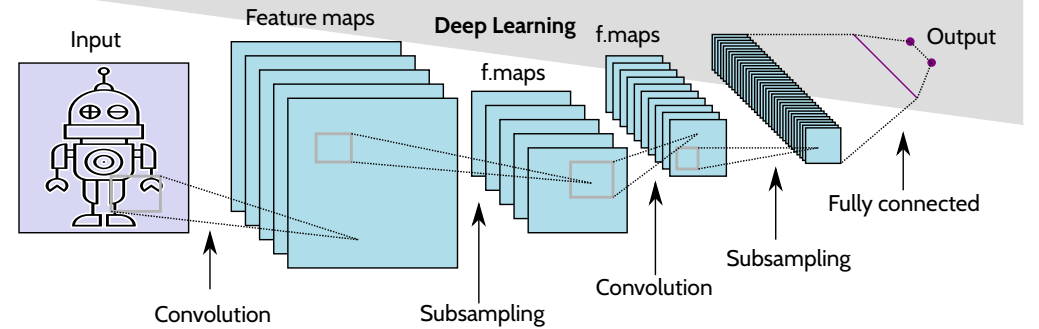 Deep Learning
Input
Feature maps
f.maps
f.maps
Output
Convolution
Subsampling
Convolution
Subsampling
Fully connected